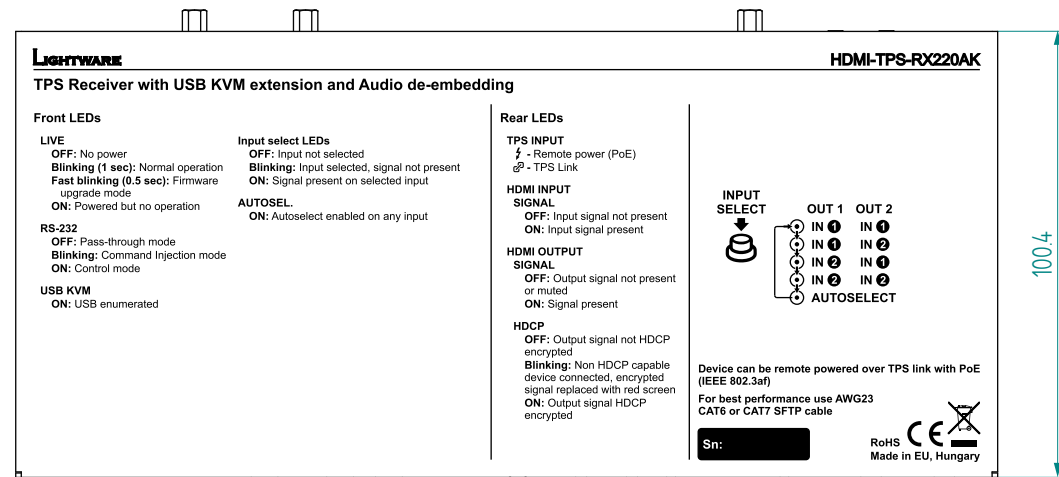 LIGHTWARE
HDMI-TPS-RX220AK
TPS Receiver with USB KVM extension and Audio de-embedding
Front LEDs
LIVE
OFF: No power
Blinking (1 sec): Normal operation
Fast blinking (0.5 sec): Firmware
upgrade mode
ON: Powered but no operation
RS-232
OFF: Pass-through mode
Blinking: Command Injection mode
ON: Control mode
USB KVM
ON: USB enumerated
Input select LEDs
OFF: Input not selected
Blinking: Input selected, signal not present
ON: Signal present on selected input
AUTOSEL.
ON: Autoselect enabled on any input
Rear LEDs
TPS INPUT
- Remote power (PoE)
- TPS Link
HDMI INPUT
SIGNAL
OFF: Input signal not present
ON: Input signal present
HDMI OUTPUT
SIGNAL
OFF: Output signal not present
or muted
ON: Signal present
HDCP
OFF: Output signal not HDCP
encrypted
Blinking: Non HDCP capable
device connected, encrypted
signal replaced with red screen
ON: Output signal HDCP
encrypted
INPUT
SELECT
OUT 1 OUT 2
IN 1 IN 1
IN 1 IN 2
IN 2 IN 1
IN 2 IN 2
AUTOSELECT
Device can be remote powered over TPS link with PoE
(IEEE 802.3af)
For best performance use AWG23
CAT6 or CAT7 SFTP cable
Sn:
RoHS CE
Made in EU, Hungary
100.4